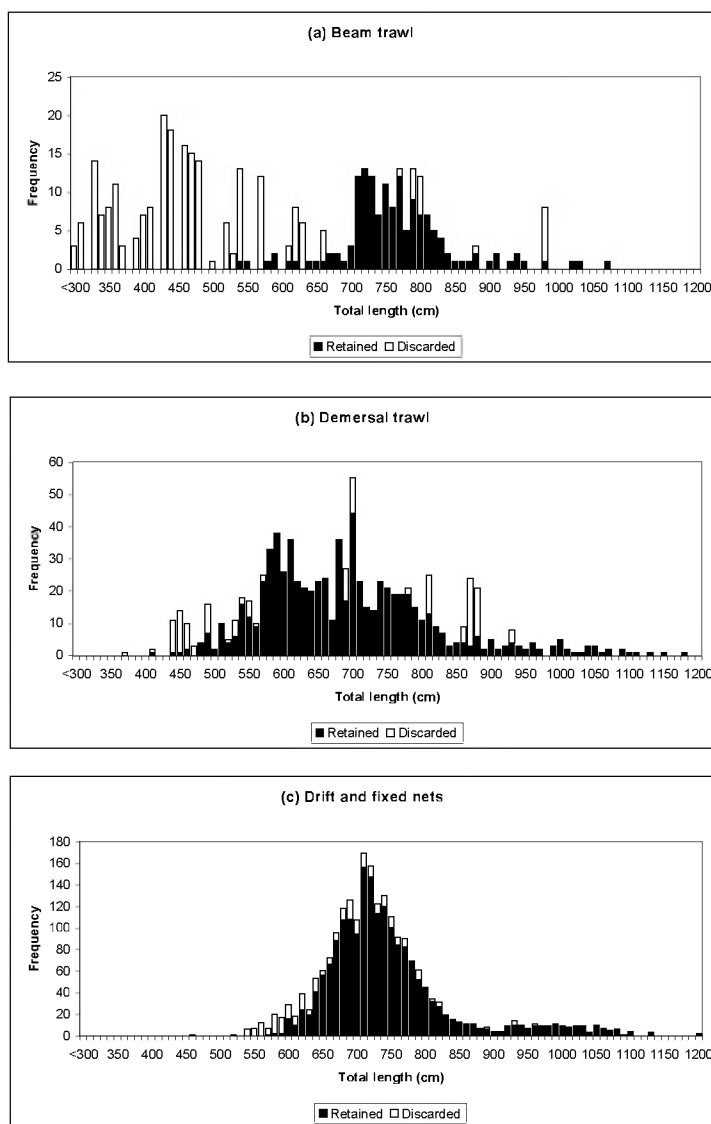 (a) Beam trawl
25
20
15
10
5
0
Frequency
<300 350 400 450 500 550 600 650 700 750 800 850 900 950 1000 1050 1100 1150 1200
Total length (cm)
Retained Discarded
(b) Demersal trawl
60
50
40
30
20
10
0
Frequency
<300 350 400 450 500 550 600 650 700 750 800 850 900 950 1000 1050 1100 1150 1200
Total length (cm)
Retained Discarded
(c) Drift and fixed nets
180
160
140
120
100
80
60
40
20
0
Frequency
<300 350 400 450 500 550 600 650 700 750 800 850 900 950 1000 1050 1100 1150 1200
Total length (cm)
Retained Discarded